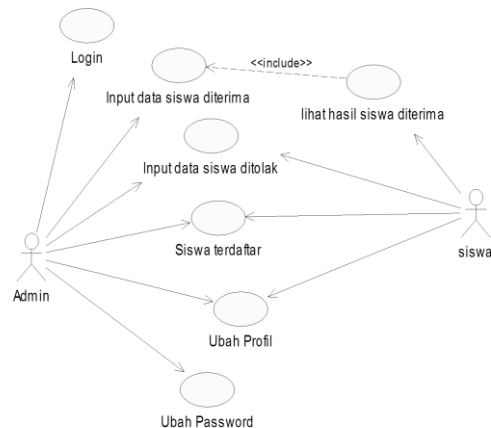 Login
<<include>>
Input data siswa diterima
lihat hasil siswa diterima
Input data siswa ditolak
Siswa terdaftar
siswa
Admin
Ubah Profil
Ubah Password